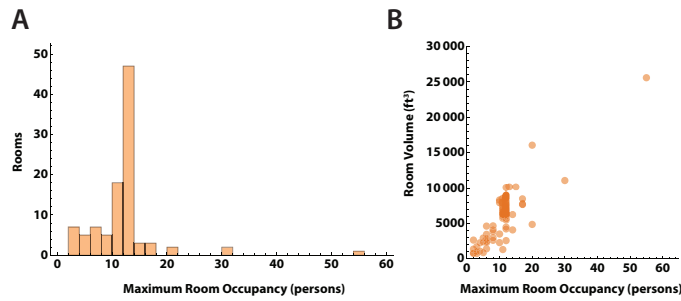 A
50
40
30
20
10
0
Rooms
0 10 20 30 40 50 60
Maximum Room Occupancy (persons)
B
30 000
25 000
20 000
15 000
10 000
5000
0
Room Volume (ft³)
0 10 20 30 40 50 60
Maximum Room Occupancy (persons)